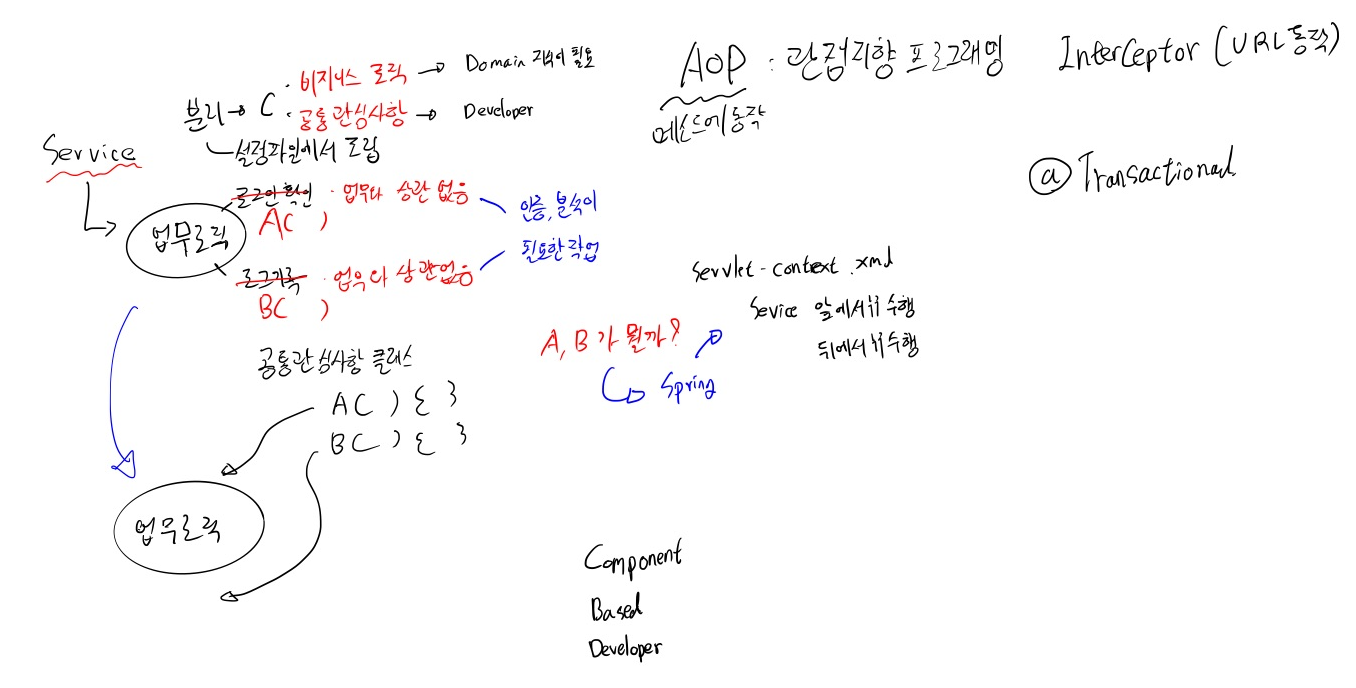 AOP : 관점지향 프로그래밍
메소드에 동작
Interceptor (URL 동작)
@ Transactional
Service
분리 → C
· 비지니스 로직 → Domain 지식이 필요
· 공통관심사항 → Developer
설정파일에서 조립
업무로직
로그인 확인 · 업무와 상관 없음
A( )
로그기록 · 업무와 상관없음
B( )
인증, 분석에
필요한 작업
공통관심사항 클래스
A( ) { }
B( ) { }
업무로직
A, B가 뭘까?
Spring
Servlet-context .xml
Sevice 앞에서 수행
뒤에서 수행
Component
Based
Developer